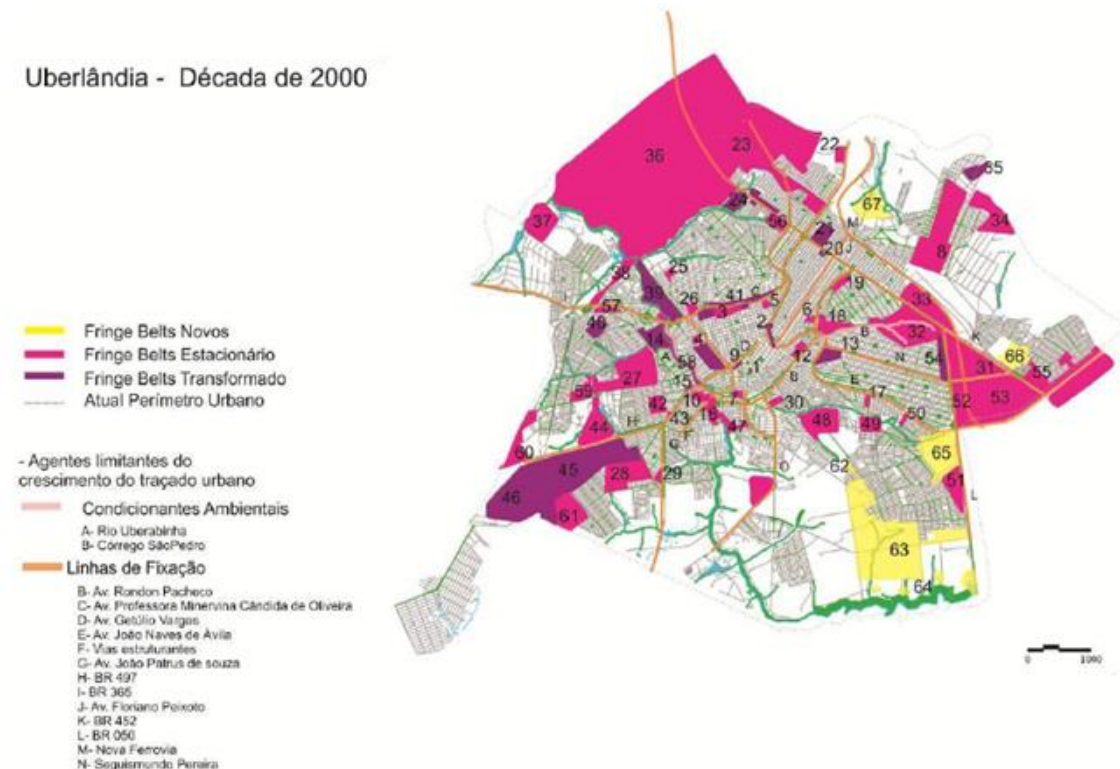 Uberlândia - Década de 2000
Fringe Belts Novos
Fringe Belts Estacionário
Fringe Belts Transformado
Atual Perímetro Urbano
- Agentes limitantes do
crescimento do traçado urbano
Condicionantes Ambientais
A- Rio Uberabinha
B- Córrego SãoPedro
Linhas de Fixação
B- Av. Rondon Pacheco
C- Av. Professora Minervina Cândida de Oliveira
D- Av. Getúlio Vargas
E- Av. João Naves de Ávila
F- Vias estruturantes
G- Av. João Patrus de souza
H- BR 497
I- BR 365
J- Av. Floriano Peixoto
K- BR 452
L- BR 050
M- Nova Ferrovia
N- Seguismundo Pereira
22
23
36
35
24
67
34
37
56
21
M
20
J
8
38
25
19
39
57
26
41
C
5
33
3
6
18
40
2
B
32
K
14
4
13
N
54
66
A
58
9
D
1
12
31
55
27
15
8
E
53
59
42
10
7
30
17
52
44
H
43
16
47
48
49
50
60
G
45
65
28
29
62
51
46
L
61
63
64
0
1000